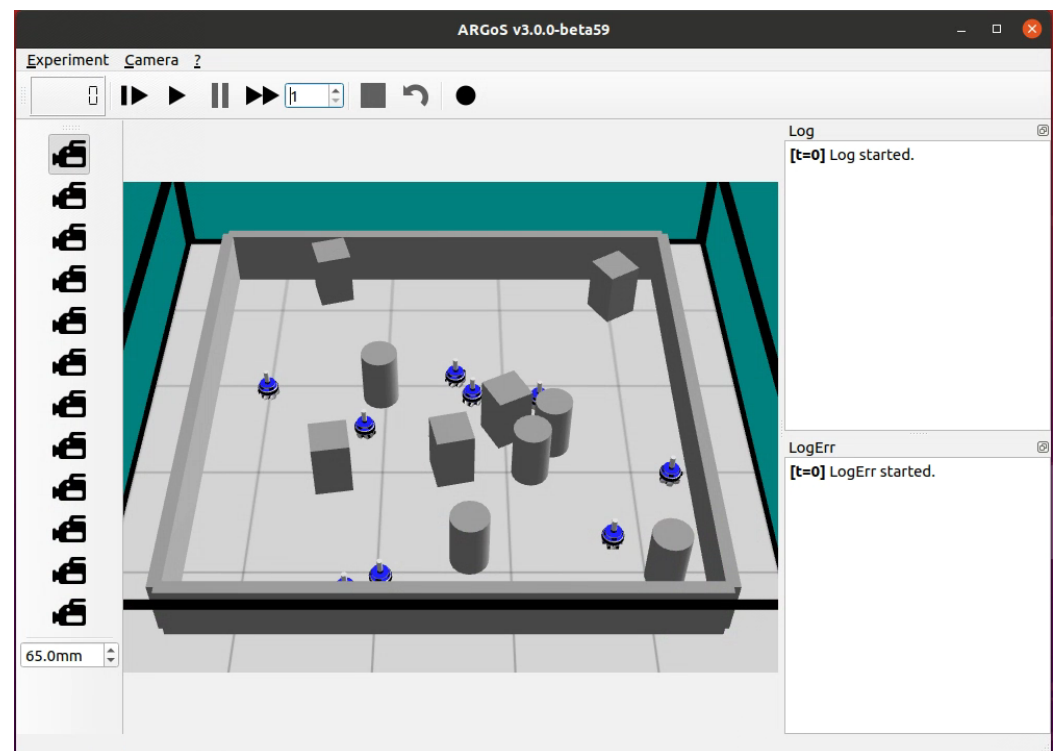 ARGoS v3.0.0-beta59
Experiment Camera ?
0
1
Log
[t=0] Log started.
LogErr
[t=0] LogErr started.
65.0mm